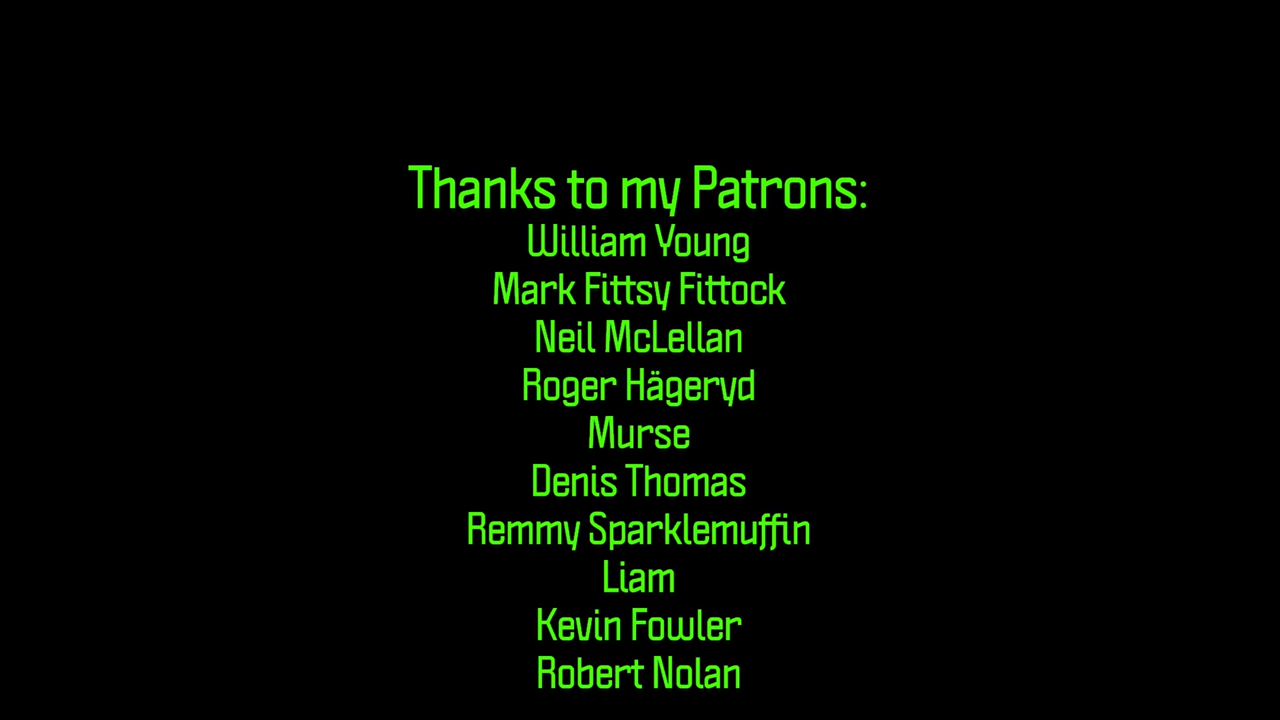 Thanks to my Patrons:
William Young
Mark Fittsy Fittock
Neil McLellan
Roger Hägeryd
Murse
Denis Thomas
Remmy Sparklemuffin
Liam
Kevin Fowler
Robert Nolan